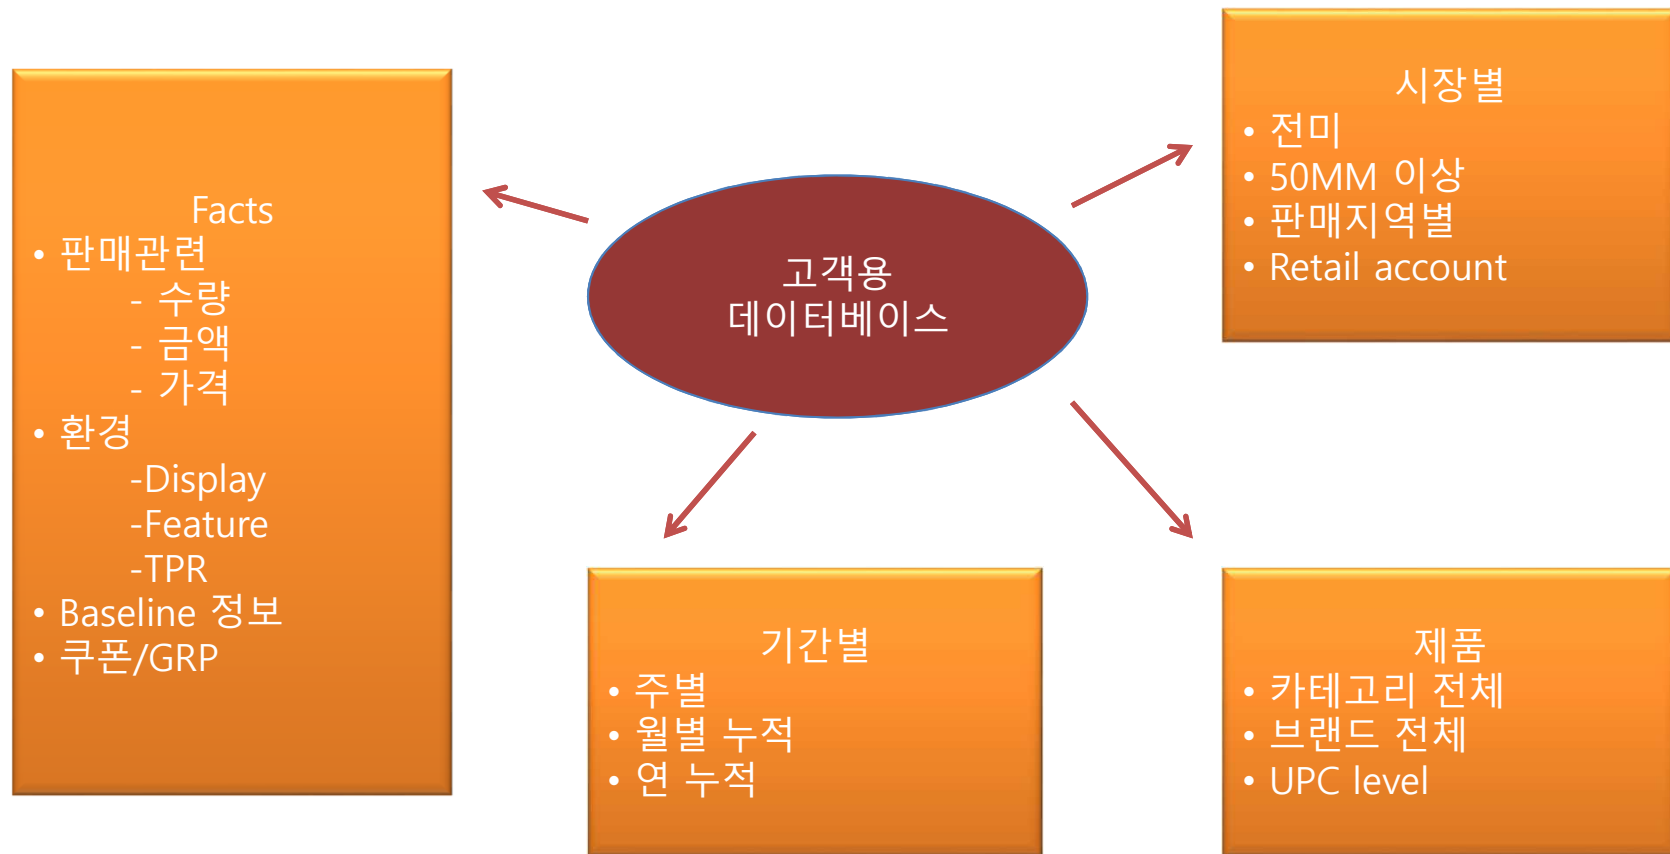 Facts
• 판매관련
- 수량
- 금액
- 가격
• 환경
-Display
-Feature
-TPR
• Baseline 정보
• 쿠폰/GRP
고객용
데이터베이스
시장별
• 전미
• 50MM 이상
• 판매지역별
• Retail account
기간별
• 주별
• 월별 누적
• 연 누적
제품
• 카테고리 전체
• 브랜드 전체
• UPC level